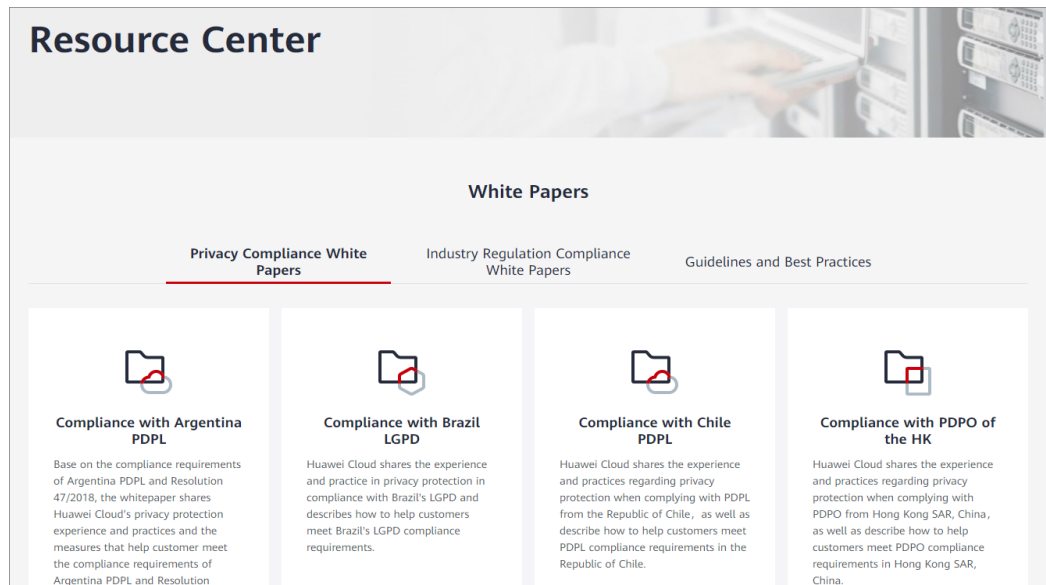 Resource Center
White Papers
Privacy Compliance White
Papers
Industry Regulation Compliance
White Papers
Guidelines and Best Practices
Compliance with Argentina
PDPL
Base on the compliance requirements
of Argentina PDPL and Resolution
47/2018, the whitepaper shares
Huawei Cloud's privacy protection
experience and practices and the
measures that help customer meet
the compliance requirements of
Argentina PDPL and Resolution
Compliance with Brazil
LGPD
Huawei Cloud shares the experience
and practice in privacy protection in
compliance with Brazil's LGPD and
describes how to help customers
meet Brazil's LGPD compliance
requirements.
Compliance with Chile
PDPL
Huawei Cloud shares the experience
and practices regarding privacy
protection when complying with PDPL
from the Republic of Chile，as well as
describe how to help customers meet
PDPL compliance requirements in the
Republic of Chile.
Compliance with PDPO of
the HK
Huawei Cloud shares the experience
and practices regarding privacy
protection when complying with
PDPO from Hong Kong SAR, China，
as well as describe how to help
customers meet PDPO compliance
requirements in Hong Kong SAR,
China.